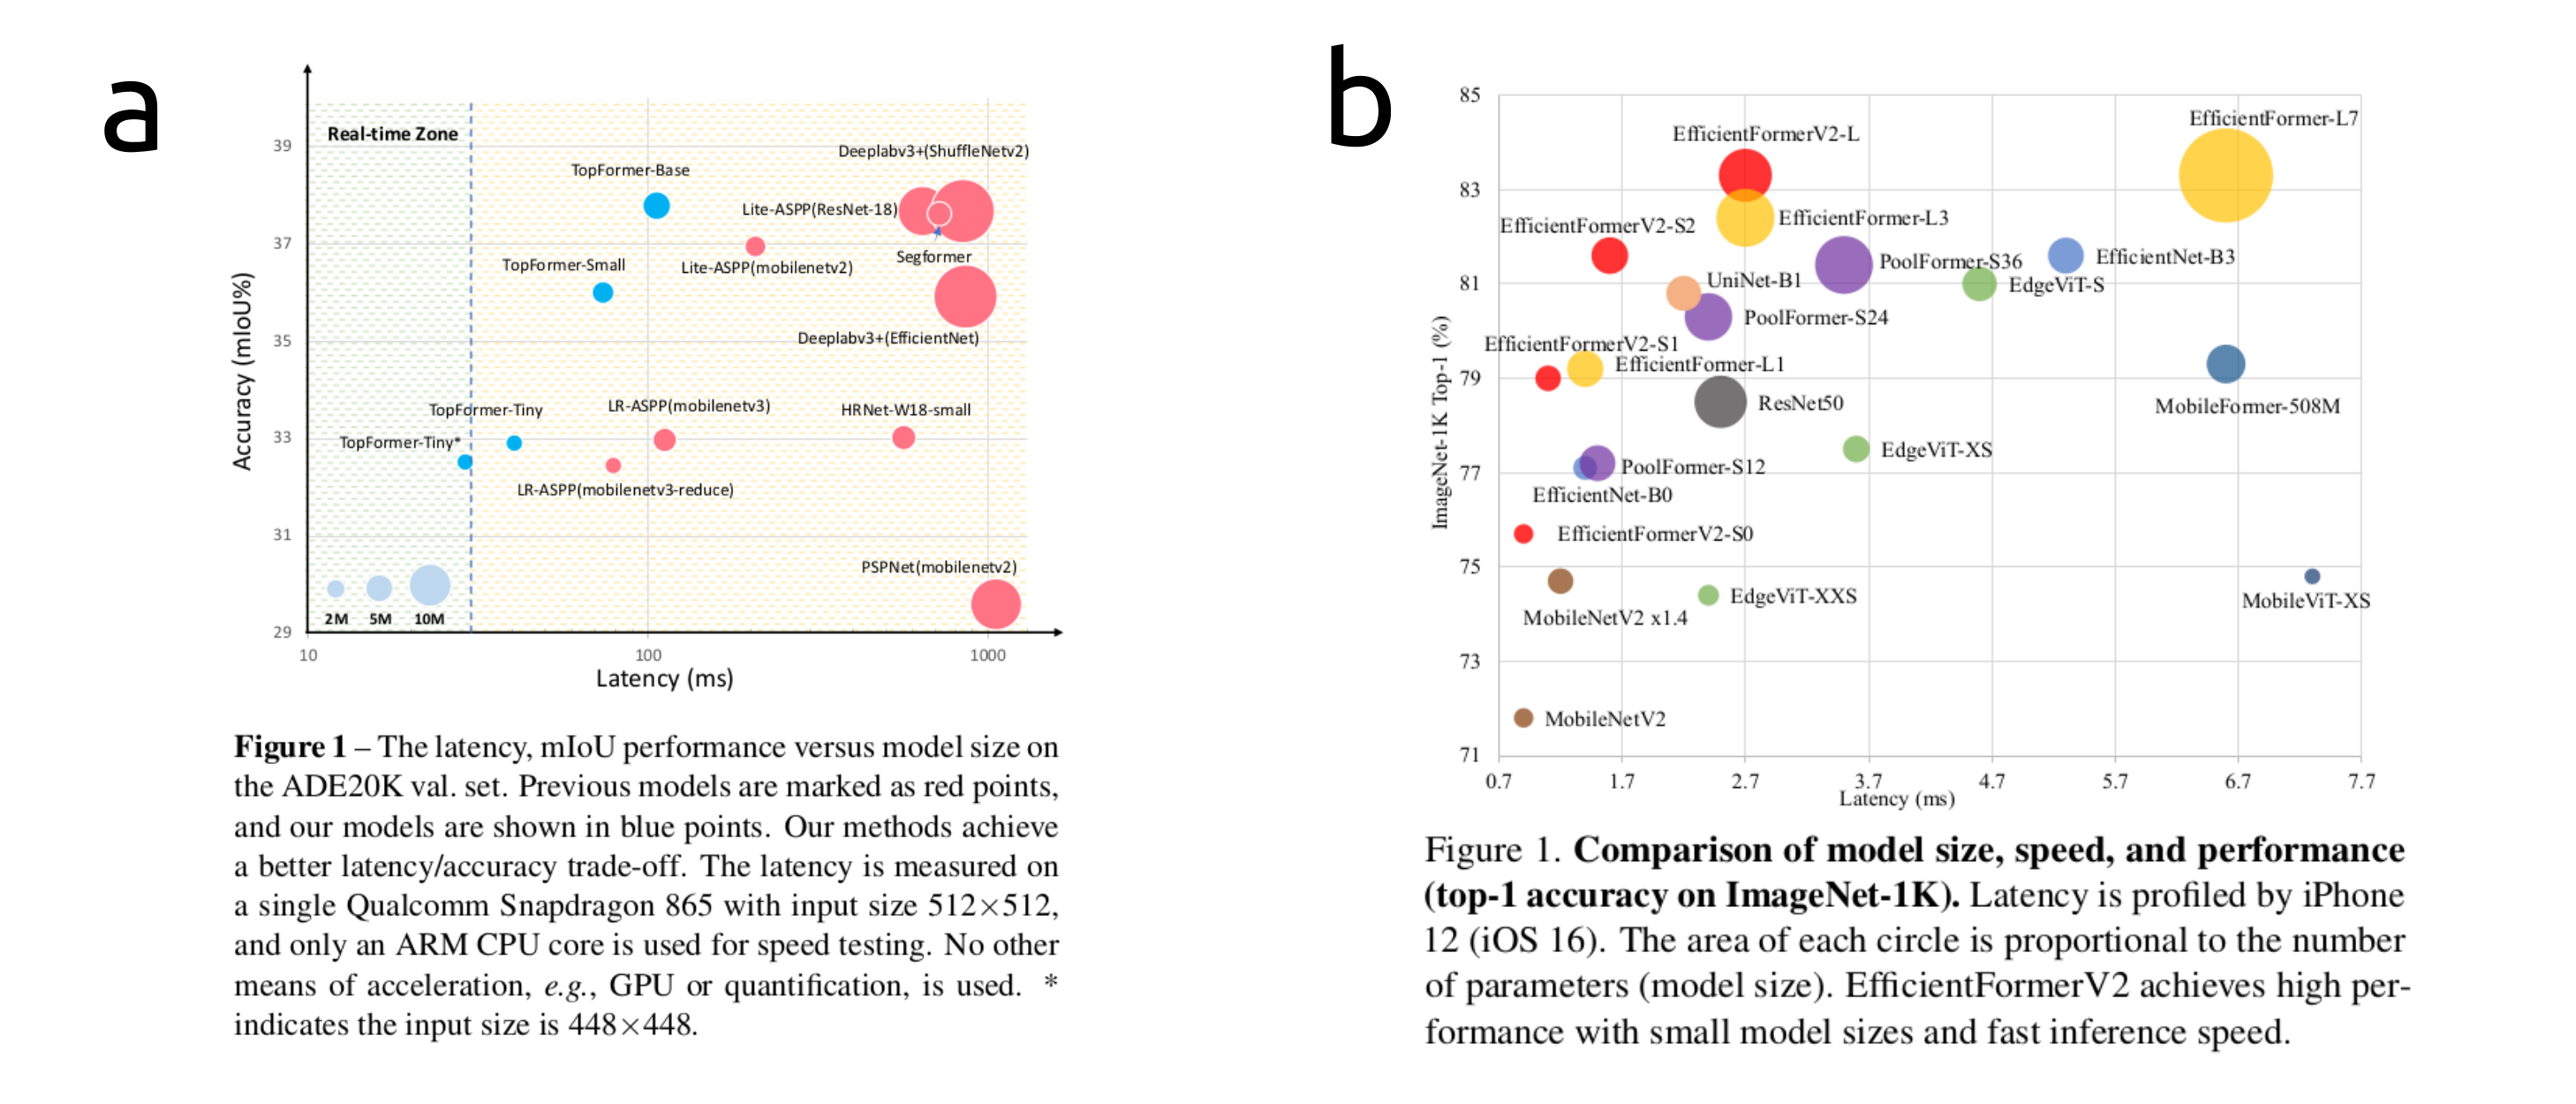 a
Real-time Zone
39
37
35
33
31
29
Accuracy (mIoU%)
Deeplabv3+(ShuffleNetv2)
TopFormer-Base
Lite-ASPP(ResNet-18)
Segformer
TopFormer-Small
Lite-ASPP(mobilenetv2)
Deeplabv3+(EfficientNet)
TopFormer-Tiny
LR-ASPP(mobilenetv3)
HRNet-W18-small
TopFormer-Tiny*
LR-ASPP(mobilenetv3-reduce)
PSPNet(mobilenetv2)
2M 5M 10M
10 100 1000
Latency (ms)
Figure 1 – The latency, mIoU performance versus model size on
the ADE20K val. set. Previous models are marked as red points,
and our models are shown in blue points. Our methods achieve
a better latency/accuracy trade-off. The latency is measured on
a single Qualcomm Snapdragon 865 with input size 512×512,
and only an ARM CPU core is used for speed testing. No other
means of acceleration, e.g., GPU or quantification, is used. *
indicates the input size is 448×448.
b
85
83
81
79
77
75
73
71
ImageNet-1K Top-1 (%)
EfficientFormer-L7
EfficientFormerV2-L
EfficientFormer-L3
EfficientFormerV2-S2
EfficientNet-B3
PoolFormer-S36
UniNet-B1
EdgeViT-S
PoolFormer-S24
EfficientFormerV2-S1
EfficientFormer-L1
ResNet50
MobileFormer-508M
EdgeViT-XS
PoolFormer-S12
EfficientNet-B0
EfficientFormerV2-S0
EdgeViT-XXS
MobileViT-XS
MobileNetV2 x1.4
MobileNetV2
0.7 1.7 2.7 3.7 4.7 5.7 6.7 7.7
Latency (ms)
Figure 1. Comparison of model size, speed, and performance
(top-1 accuracy on ImageNet-1K). Latency is profiled by iPhone
12 (iOS 16). The area of each circle is proportional to the number
of parameters (model size). EfficientFormerV2 achieves high per-
formance with small model sizes and fast inference speed.